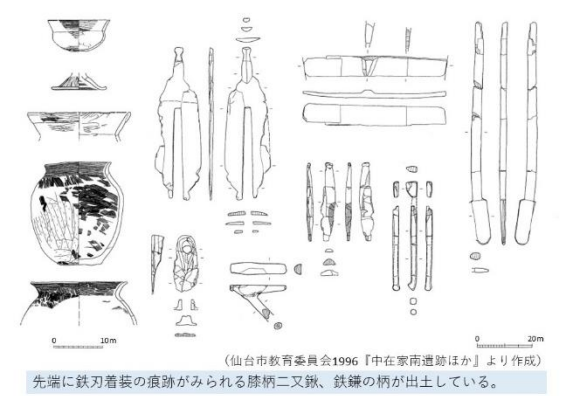 0 10m
0 20m
（仙台市教育委員会1996『中在家南遺跡ほか』より作成）
先端に鉄刃着装の痕跡がみられる膝柄二又鍬、鉄鎌の柄が出土している。